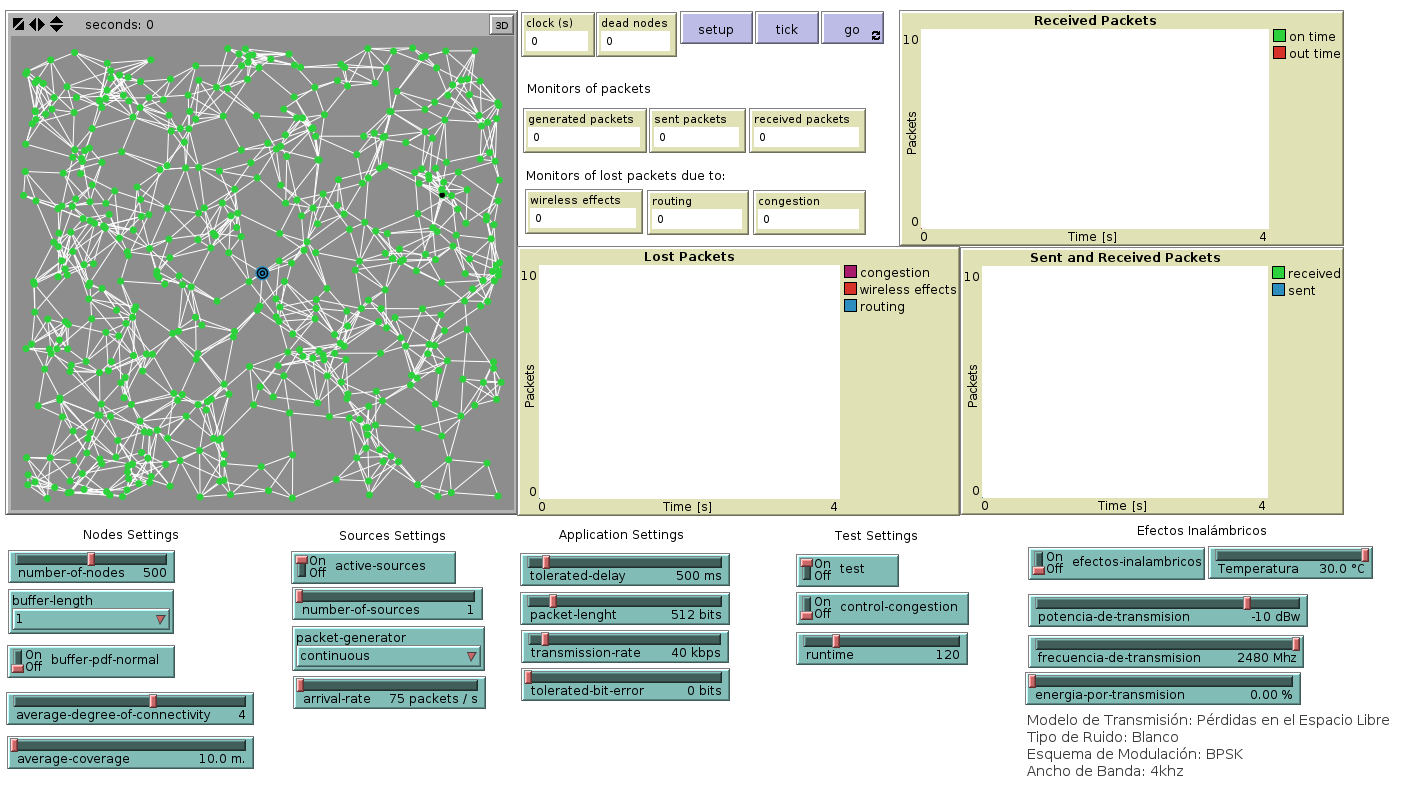 seconds: 0
3D
clock (s)
0
dead nodes
0
setup
tick
go
Monitors of packets
generated packets
0
sent packets
0
received packets
0
Monitors of lost packets due to:
wireless effects
0
routing
0
congestion
0
Received Packets
10
Packets
0
0
Time [s]
4
on time
out time
Lost Packets
10
Packets
0
0
Time [s]
4
congestion
wireless effects
routing
Sent and Received Packets
10
Packets
0
0
Time [s]
4
received
sent
Nodes Settings
number-of-nodes 500
buffer-length
1
On
Off
buffer-pdf-normal
average-degree-of-connectivity 4
average-coverage 10.0 m.
Sources Settings
On
Off
active-sources
number-of-sources 1
packet-generator
continuous
arrival-rate 75 packets / s
Application Settings
tolerated-delay 500 ms
packet-lenght 512 bits
transmission-rate 40 kbps
tolerated-bit-error 0 bits
Test Settings
On
Off
test
On
Off
control-congestion
runtime 120
Efectos Inalámbricos
On
Off
efectos-inalambricos
Temperatura 30.0 °C
potencia-de-transmision -10 dBw
frecuencia-de-transmision 2480 Mhz
energia-por-transmision 0.00 %
Modelo de Transmisión: Pérdidas en el Espacio Libre
Tipo de Ruido: Blanco
Esquema de Modulación: BPSK
Ancho de Banda: 4khz